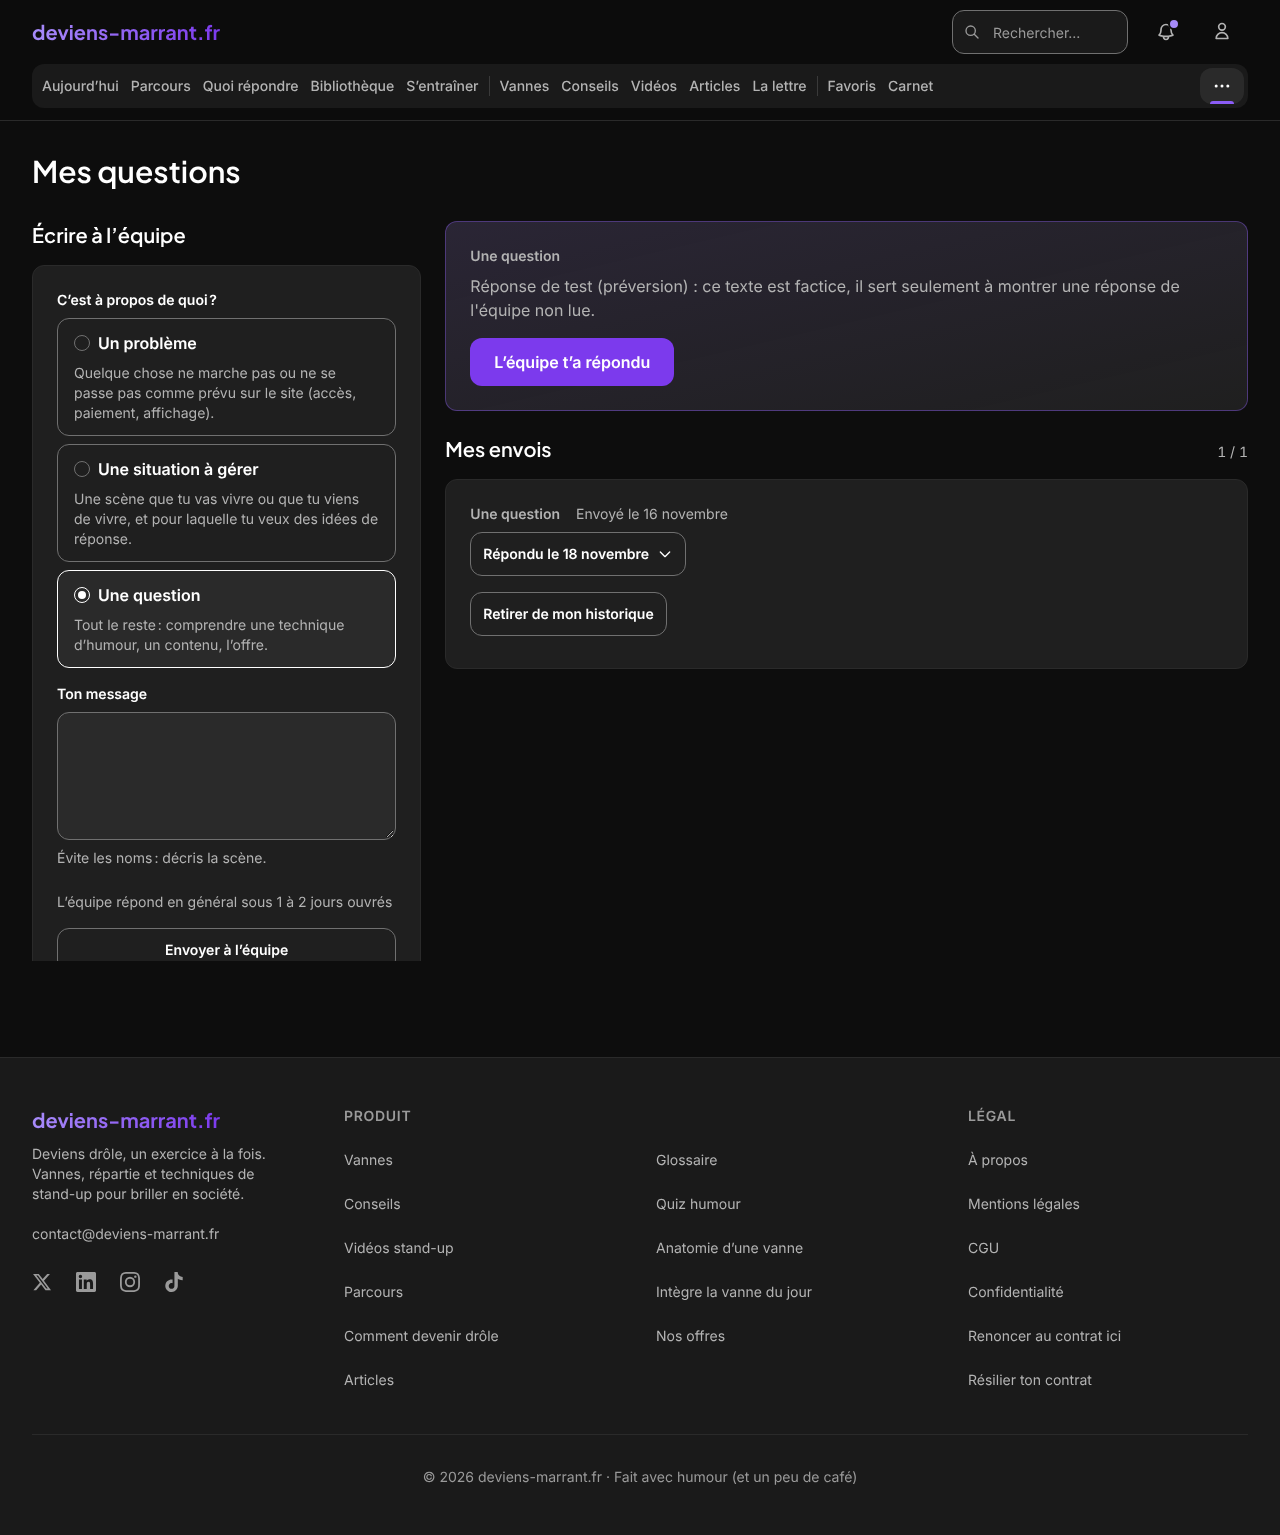 deviens-marrant.fr
Rechercher...
Aujourd’hui Parcours Quoi répondre Bibliothèque S’entraîner Vannes Conseils Vidéos Articles La lettre Favoris Carnet
Mes questions
Écrire à l’équipe
C’est à propos de quoi ?
Un problème
Quelque chose ne marche pas ou ne se
passe pas comme prévu sur le site (accès,
paiement, affichage).
Une situation à gérer
Une scène que tu vas vivre ou que tu viens
de vivre, et pour laquelle tu veux des idées de
réponse.
Une question
Tout le reste : comprendre une technique
d’humour, un contenu, l’offre.
Ton message
Évite les noms : décris la scène.
L’équipe répond en général sous 1 à 2 jours ouvrés
Envoyer à l’équipe
Une question
Réponse de test (préversion) : ce texte est factice, il sert seulement à montrer une réponse de
l'équipe non lue.
L’équipe t’a répondu
Mes envois
1 / 1
Une question Envoyé le 16 novembre
Répondu le 18 novembre
Retirer de mon historique
deviens-marrant.fr
Deviens drôle, un exercice à la fois.
Vannes, répartie et techniques de
stand-up pour briller en société.
contact@deviens-marrant.fr
PRODUIT
Vannes
Conseils
Vidéos stand-up
Parcours
Comment devenir drôle
Articles
Glossaire
Quiz humour
Anatomie d’une vanne
Intègre la vanne du jour
Nos offres
LÉGAL
À propos
Mentions légales
CGU
Confidentialité
Renoncer au contrat ici
Résilier ton contrat
© 2026 deviens-marrant.fr · Fait avec humour (et un peu de café)